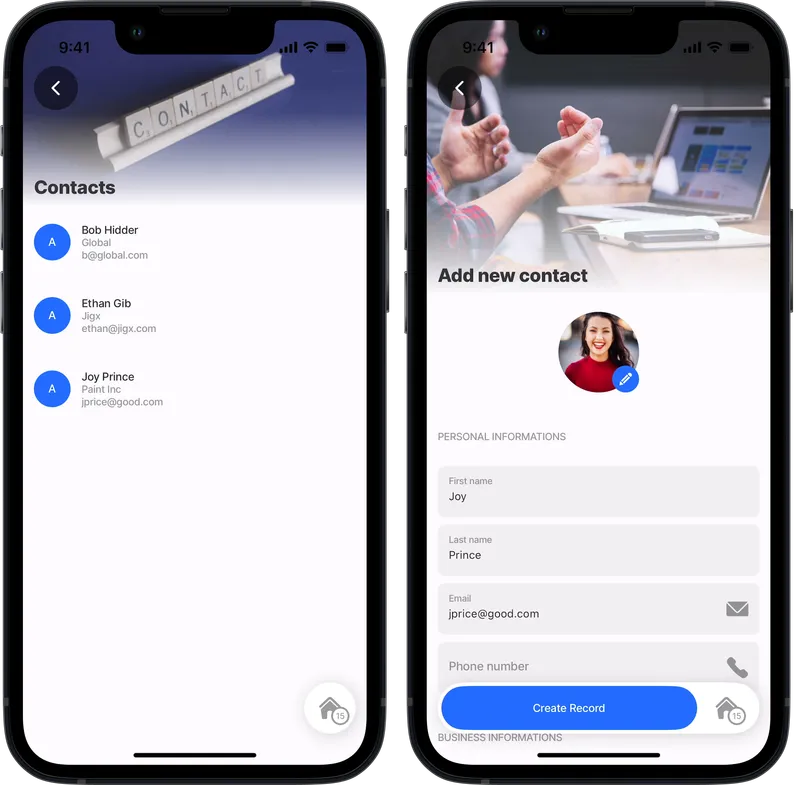 9:41
CONTACT
Contacts
A
Bob Hidder
Global
b@global.com
A
Ethan Gib
Jigx
ethan@jigx.com
A
Joy Prince
Paint Inc
jprice@good.com
15
9:41
Add new contact
PERSONAL INFORMATIONS
First name
Joy
Last name
Prince
Email
jprice@good.com
Phone number
Create Record
15
BUSINESS INFORMATIONS